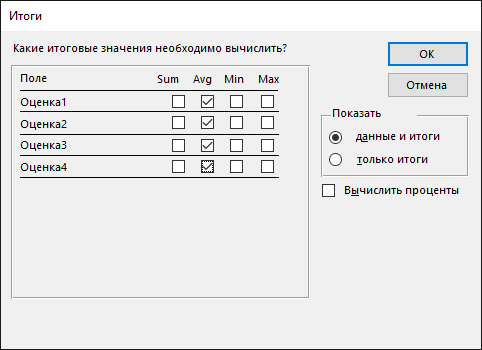 Итоги
Какие итоговые значения необходимо вычислить?
OK
Отмена
Поле Sum Avg Min Max
Оценка1
Оценка2
Оценка3
Оценка4
Показать
данные и итоги
только итоги
Вычислить проценты